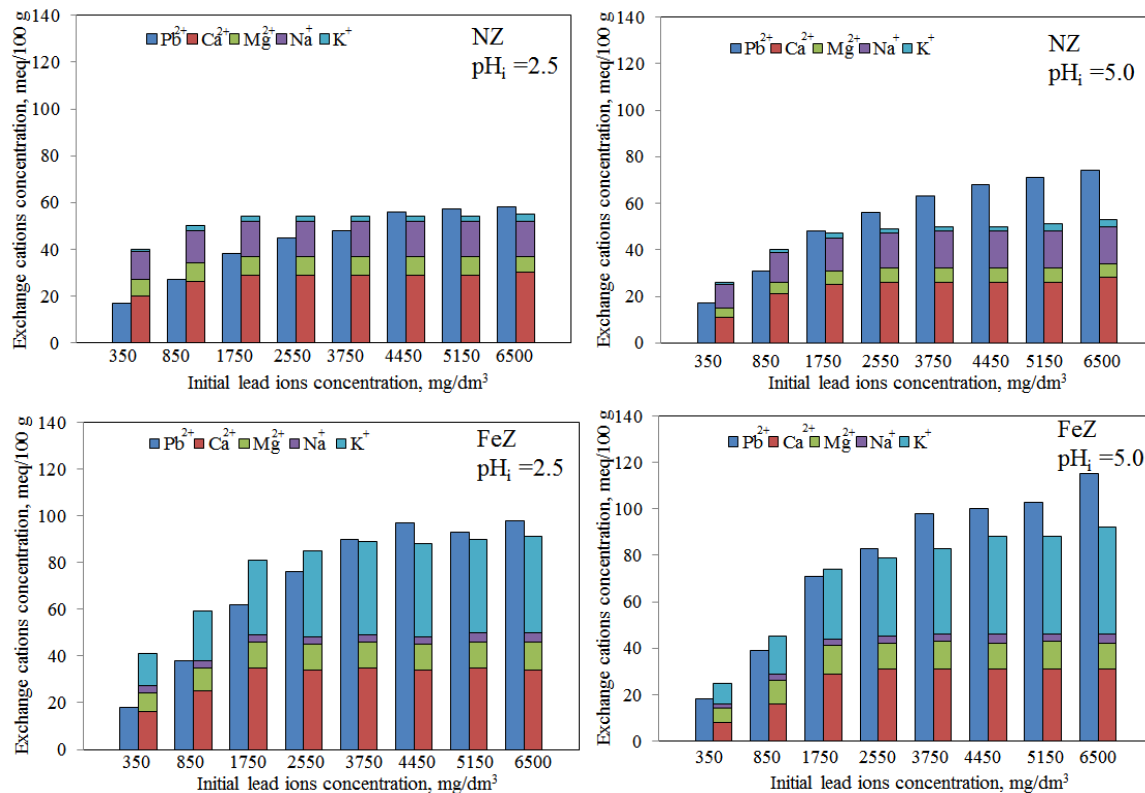 Exchange cations concentration, meq/100 g
140
120
100
80
60
40
20
0
Pb²⁺ Ca²⁺ Mg²⁺ Na⁺ K⁺
NZ
pHᵢ =2.5
350 850 1750 2550 3750 4450 5150 6500
Initial lead ions concentration, mg/dm³
Exchange cations concentration, meq/100 g
140
120
100
80
60
40
20
0
Pb²⁺ Ca²⁺ Mg²⁺ Na⁺ K⁺
NZ
pHᵢ =5.0
350 850 1750 2550 3750 4450 5150 6500
Initial lead ions concentration, mg/dm³
Exchange cations concentration, meq/100 g
140
120
100
80
60
40
20
0
Pb²⁺ Ca²⁺ Mg²⁺ Na⁺ K⁺
FeZ
pHᵢ =2.5
350 850 1750 2550 3750 4450 5150 6500
Initial lead ions concentration, mg/dm³
Exchange cations concentration, meq/100 g
140
120
100
80
60
40
20
0
Pb²⁺ Ca²⁺ Mg²⁺ Na⁺ K⁺
FeZ
pHᵢ =5.0
350 850 1750 2550 3750 4450 5150 6500
Initial lead ions concentration, mg/dm³